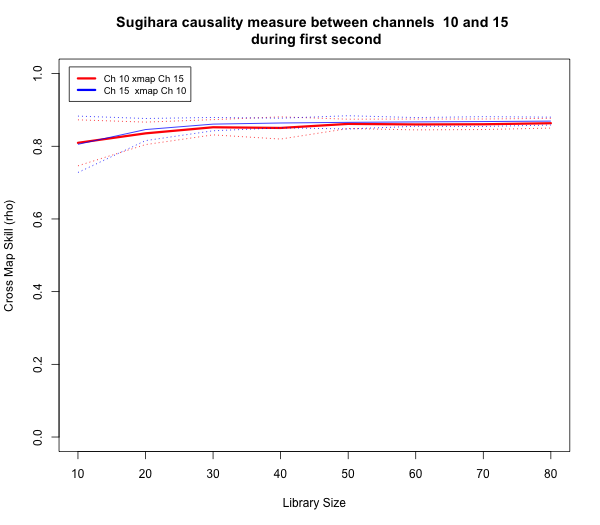 Sugihara causality measure between channels  10 and 15
during first second
Ch 10 xmap Ch 15
Ch 15  xmap Ch 10
Cross Map Skill (rho)
1.0
0.8
0.6
0.4
0.2
0.0
10 20 30 40 50 60 70 80
Library Size